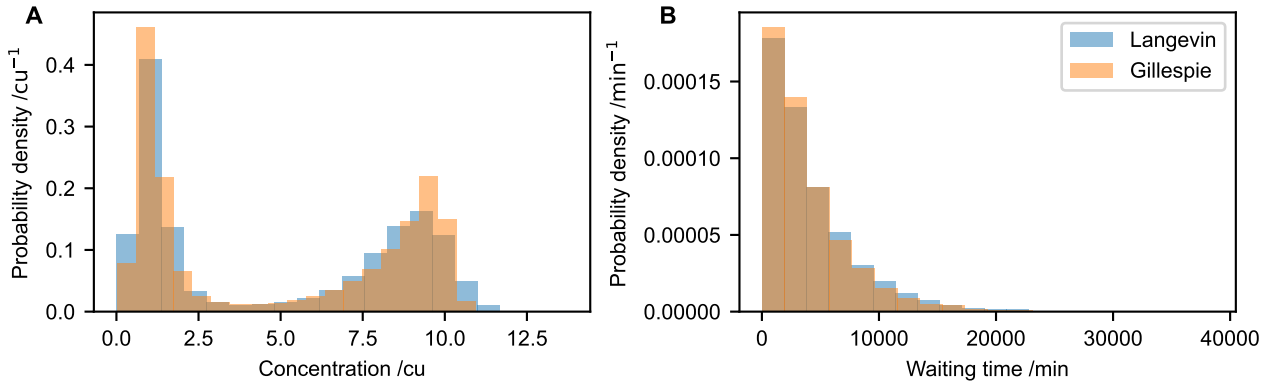 A
Probability density /cu⁻¹
0.4
0.3
0.2
0.1
0.0
0.0 2.5 5.0 7.5 10.0 12.5
Concentration /cu
B
Probability density /min⁻¹
0.00015
0.00010
0.00005
0.00000
0 10000 20000 30000 40000
Waiting time /min
Langevin
Gillespie